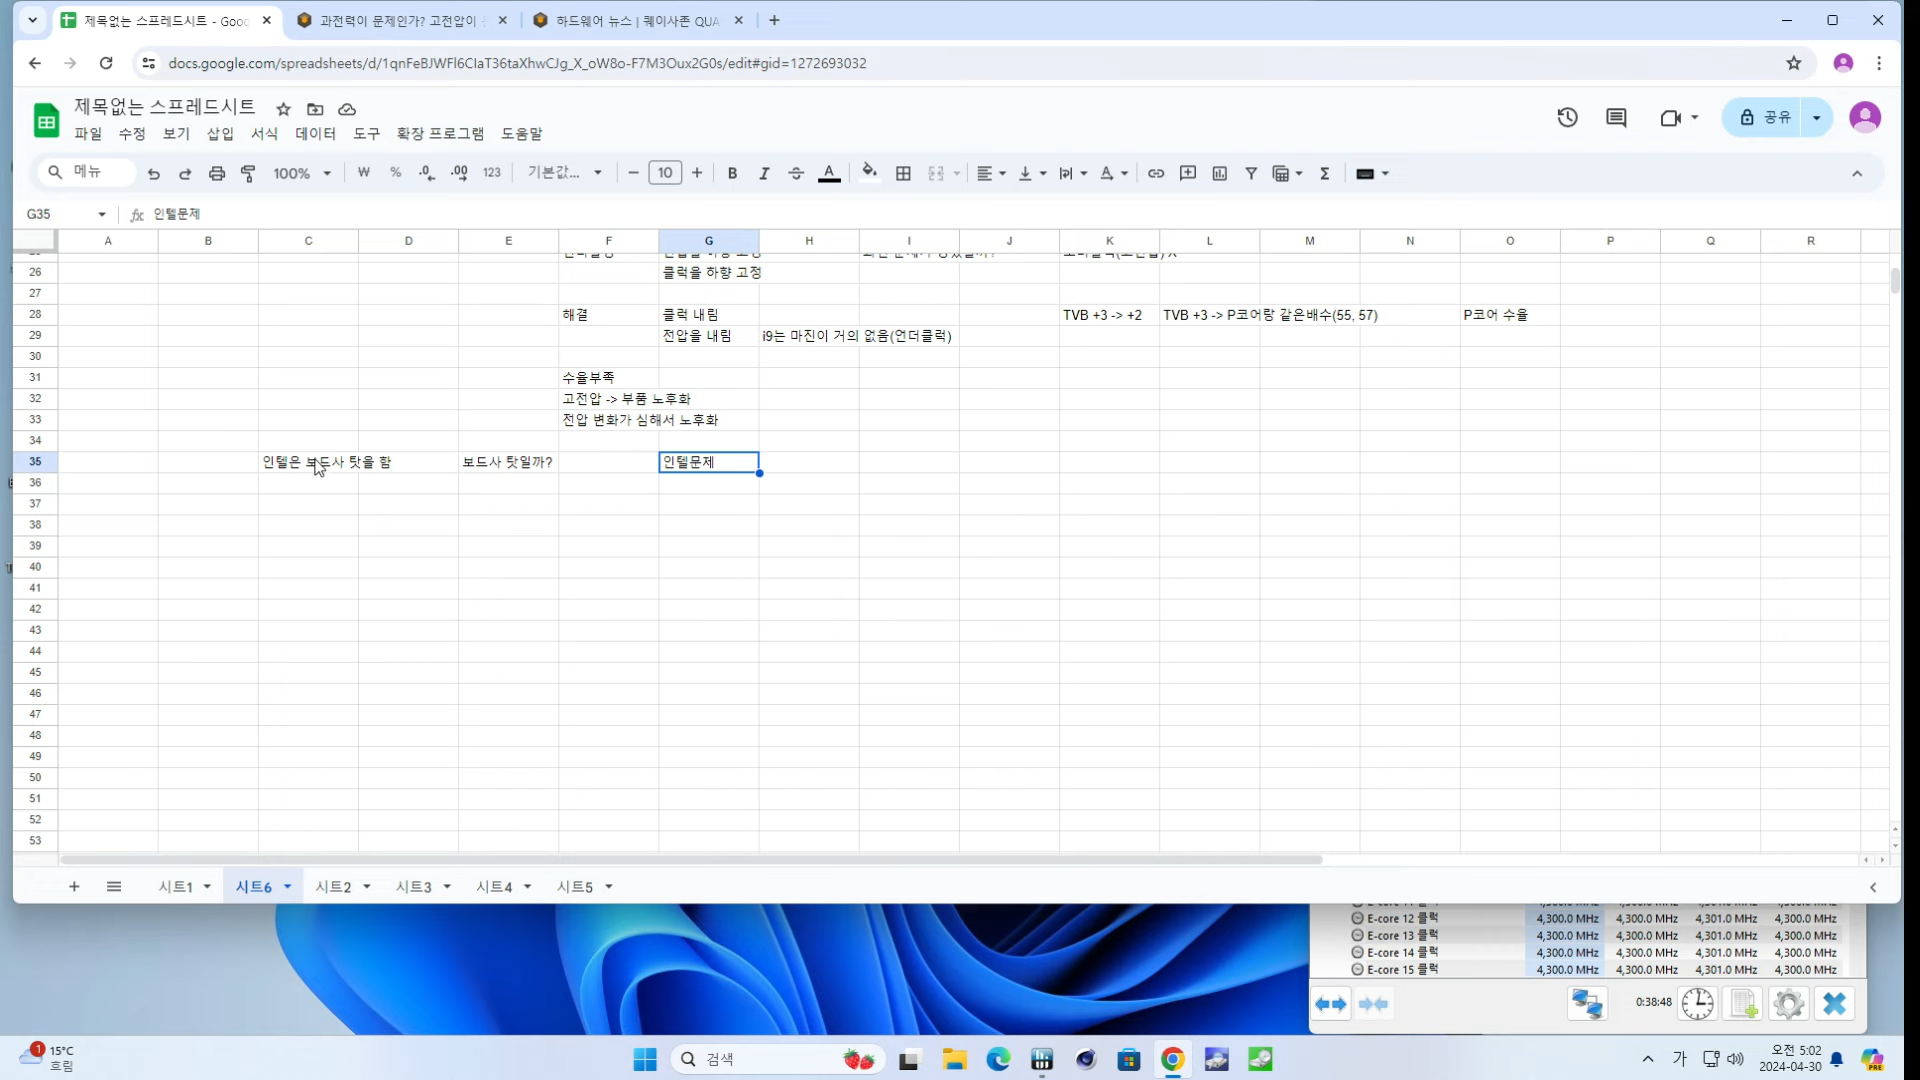 제목없는 스프레드시트 - Goo
과전력이 문제인가? 고전압이
하드웨어 뉴스 | 퀘이사존 QUA
docs.google.com/spreadsheets/d/1qnFeBJWFl6CIaT36taXhwCJg_X_oW8o-F7M3Oux2G0s/edit#gid=1272693032
제목없는 스프레드시트
파일 수정 보기 삽입 서식 데이터 도구 확장 프로그램 도움말
공유
메뉴 100% ₩ % .0 .00 123 기본값... 10
G35 fx 인텔문제
A B C D E F G H I J K L M N O P Q R
26 클럭을 하향 고정
27
28 해결 클럭 내림 TVB +3 -> +2 TVB +3 -> P코어랑 같은배수(55, 57) P코어 수율
29 전압을 내림 i9는 마진이 거의 없음(언더클럭)
30
31 수율부족
32 고전압 -> 부품 노후화
33 전압 변화가 심해서 노후화
34
35 인텔은 보드사 탓을 함 보드사 탓일까? 인텔문제
36
37
38
39
40
41
42
43
44
45
46
47
48
49
50
51
52
53
시트1 시트6 시트2 시트3 시트4 시트5
E-core 12 클럭 4,300.0 MHz 4,300.0 MHz 4,301.0 MHz 4,300.0 MHz
E-core 13 클럭 4,300.0 MHz 4,300.0 MHz 4,301.0 MHz 4,300.0 MHz
E-core 14 클럭 4,300.0 MHz 4,300.0 MHz 4,301.0 MHz 4,300.0 MHz
E-core 15 클럭 4,300.0 MHz 4,300.0 MHz 4,301.0 MHz 4,300.0 MHz
0:38:48
1 15°C
흐림
검색
가
오전 5:02
2024-04-30
PRE